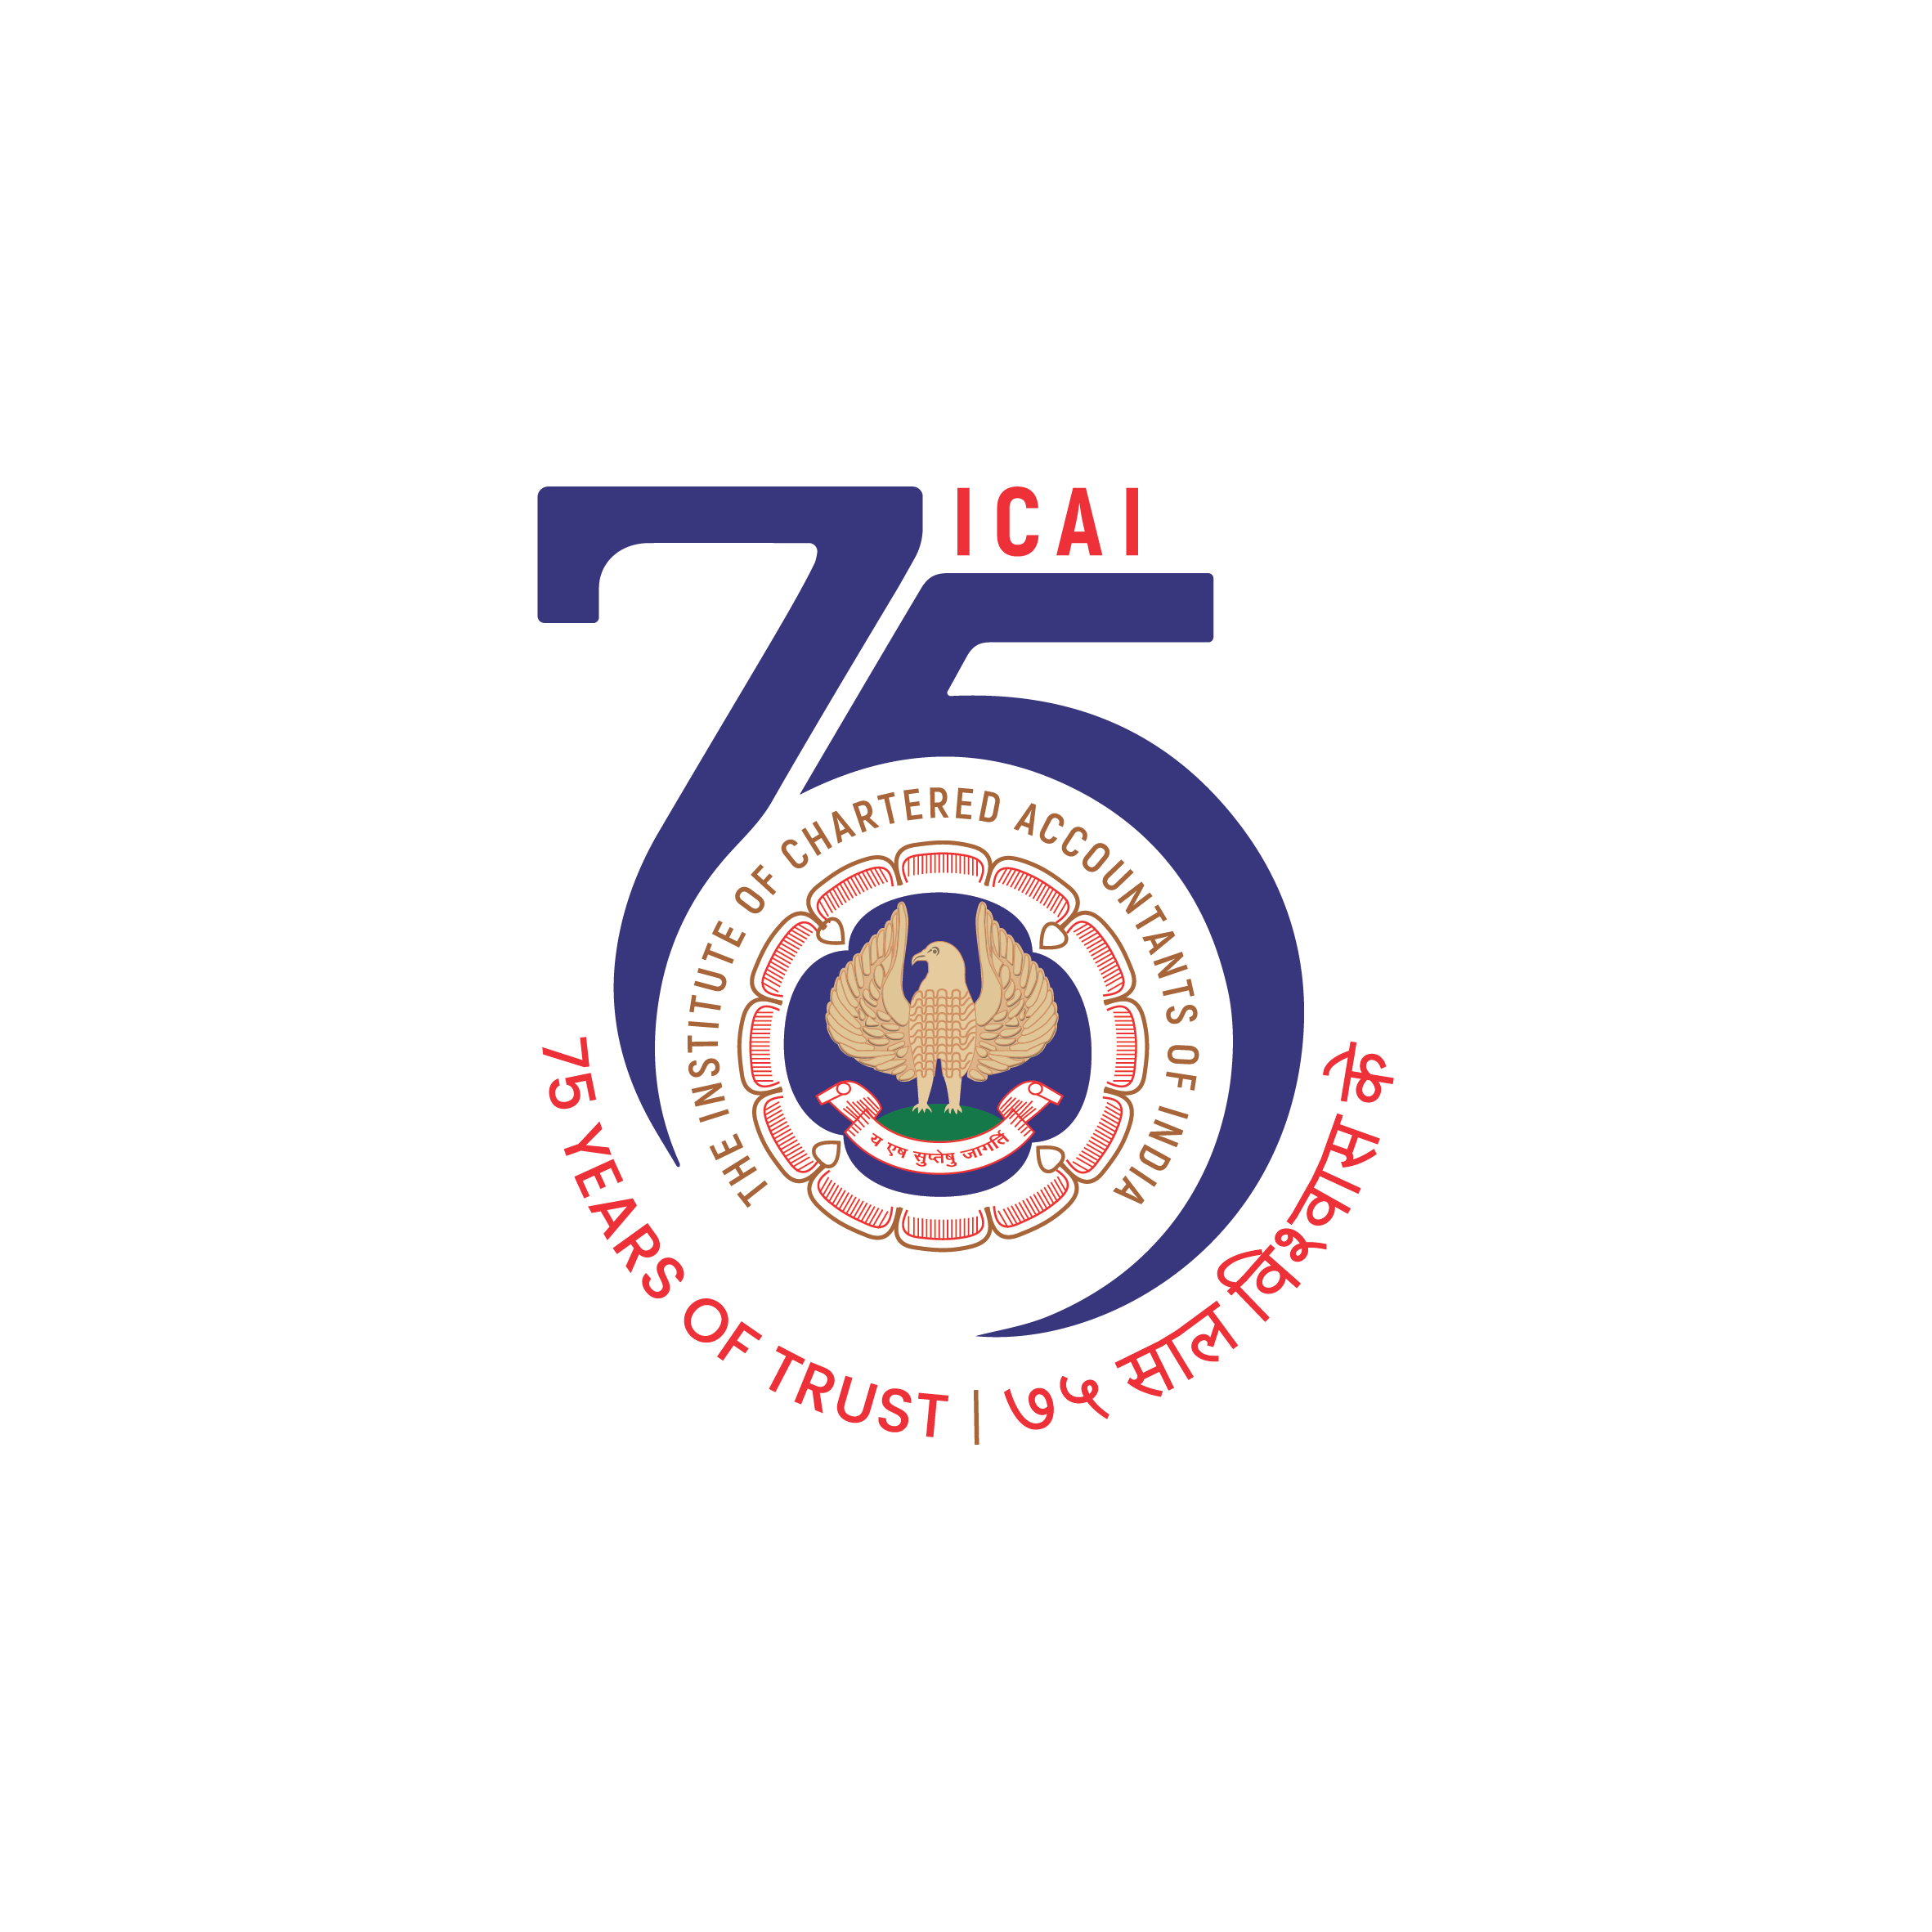 75
ICAI
THE INSTITUTE OF CHARTERED ACCOUNTANTS OF INDIA
य एष सुप्तेषु जागर्ति
75 YEARS OF TRUST | ७५ साल विश्वास के